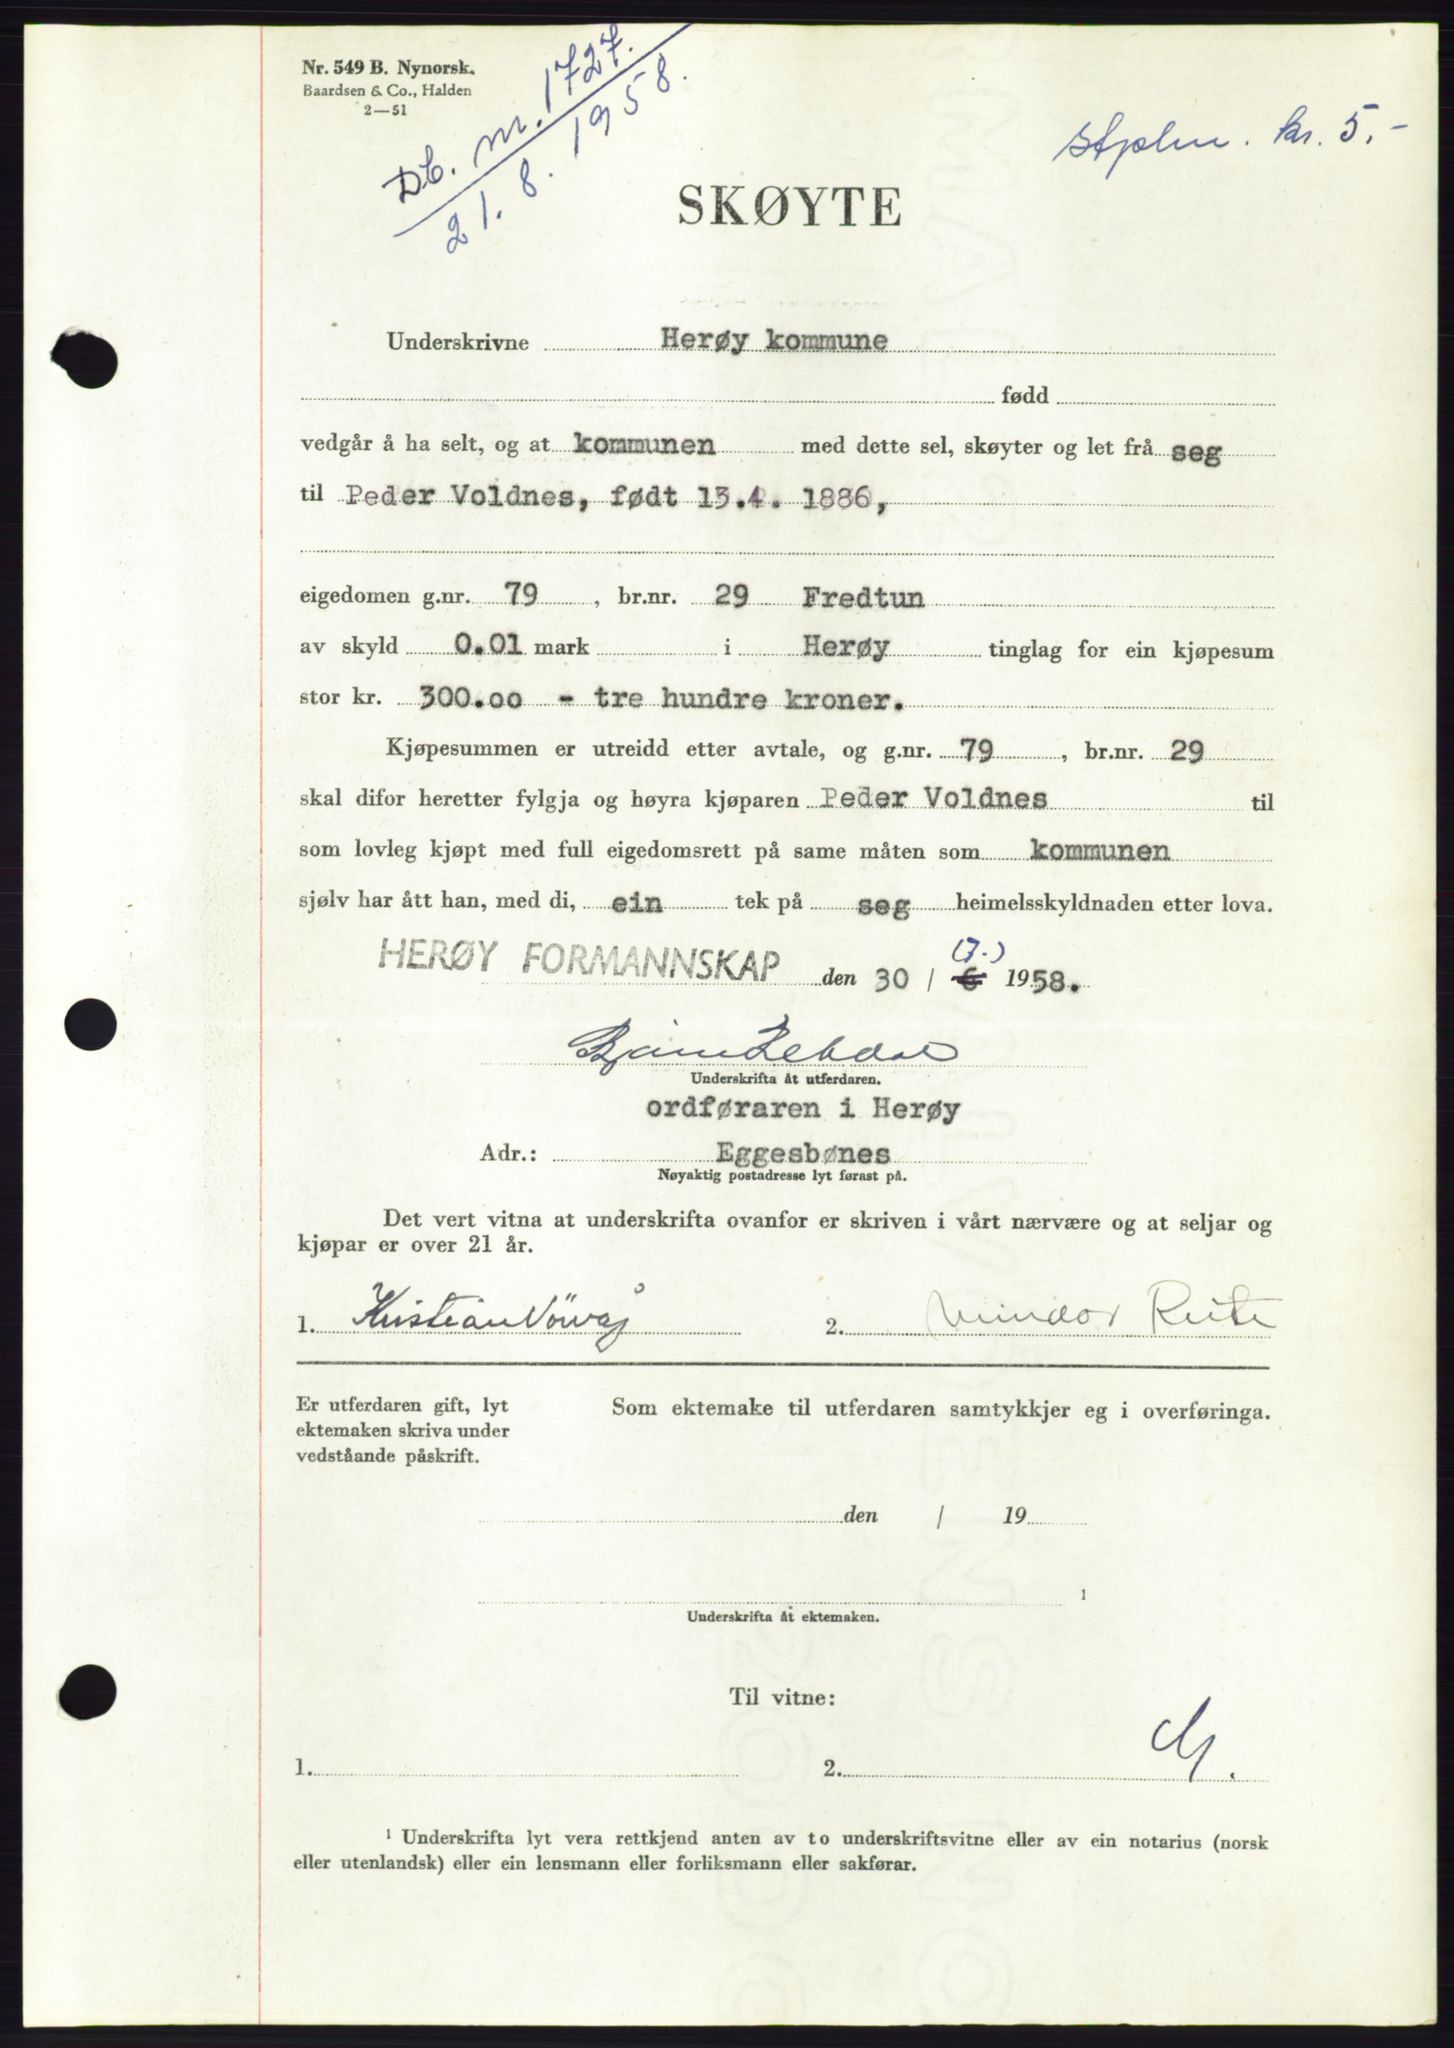 Nr. 549 B. Nynorsk.
Baardsen & Co., Halden
2—51
Db. nr. 1727.
21. 8. 1958.
kr. 5.-
SKØYTE
Underskrivne Herøy kommune
fødd
vedgår å ha selt, og at kommunen med dette sel, skøyter og let frå seg
til Peder Voldnes, født 13.4. 1886,
eigedomen g.nr. 79 , br.nr. 29 Fredtun
av skyld 0.01 mark i Herøy tinglag for ein kjøpesum
stor kr. 300.oo - tre hundre kroner.
Kjøpesummen er utreidd etter avtale, og g.nr. 79 , br.nr. 29
skal difor heretter fylgja og høyra kjøparen Peder Voldnes til
som lovleg kjøpt med full eigedomsrett på same måten som kommunen
sjølv har ått han, med di, ein tek på seg heimelsskyldnaden etter lova.
(7.)
HERØY FORMANNSKAP den 30 / 6 1958.
Underskrifta åt utferdaren.
ordføraren i Herøy
Adr.: Eggesbønes
Nøyaktig postadresse lyt førast på.
Det vert vitna at underskrifta ovanfor er skriven i vårt nærvære og at seljar og
kjøpar er over 21 år.
1. Kristian 2.
Er utferdaren gift, lyt
ektemaken skriva under
vedståande påskrift.
Som ektemake til utferdaren samtykkjer eg i overføringa.
den / 19
1
Underskrifta åt ektemaken.
Til vitne:
1. 2.
1 Underskrifta lyt vera rettkjend anten av to underskriftsvitne eller av ein notarius (norsk
eller utenlandsk) eller ein lensmann eller forliksmann eller sakførar.